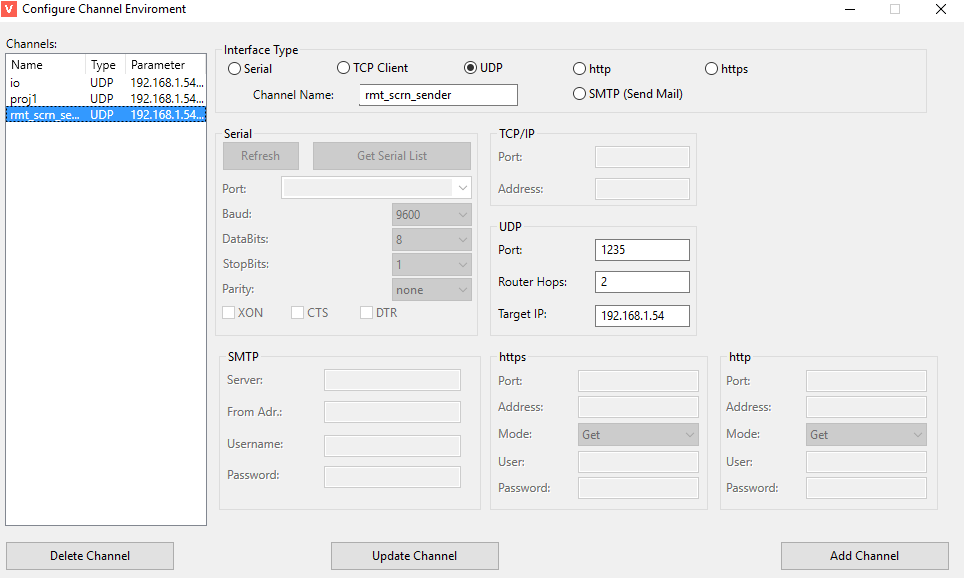 V Configure Channel Enviroment
Channels:
Name Type Parameter
io UDP 192.168.1.54...
proj1 UDP 192.168.1.54...
rmt_scrn_se... UDP 192.168.1.54...
Interface Type
Serial TCP Client UDP http https
Channel Name: rmt_scrn_sender SMTP (Send Mail)
Serial
Refresh Get Serial List
Port:
Baud: 9600
DataBits: 8
StopBits: 1
Parity: none
XON CTS DTR
TCP/IP
Port:
Address:
UDP
Port: 1235
Router Hops: 2
Target IP: 192.168.1.54
SMTP
Server:
From Adr.:
Username:
Password:
https
Port:
Address:
Mode: Get
User:
Password:
http
Port:
Address:
Mode: Get
User:
Password:
Delete Channel Update Channel Add Channel